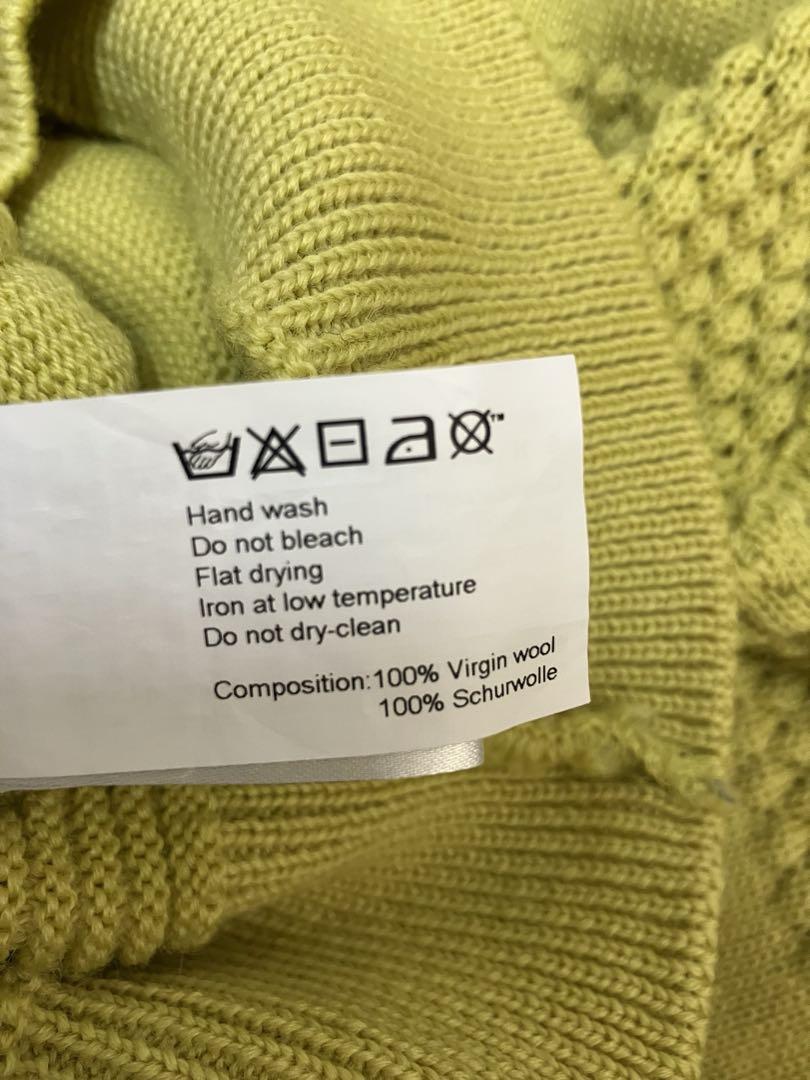 ™
Hand wash
Do not bleach
Flat drying
Iron at low temperature
Do not dry-clean
Composition:100% Virgin wool
100% Schurwolle